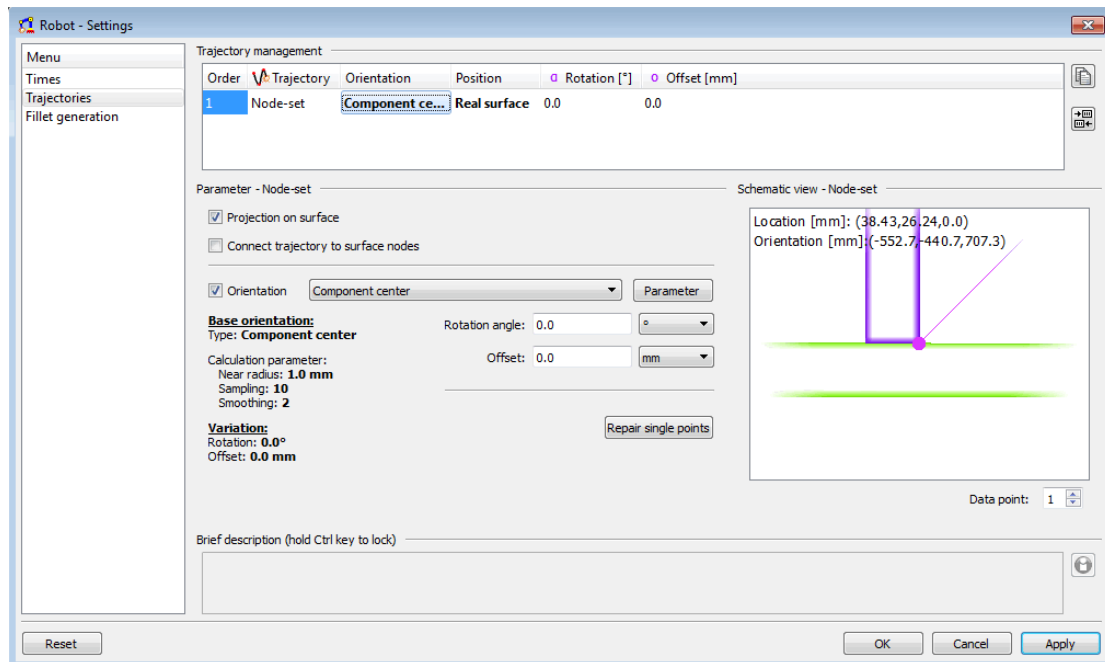 Robot - Settings
Menu
Times
Trajectories
Fillet generation
Trajectory management
Order Trajectory Orientation Position α Rotation [°] o Offset [mm]
1 Node-set Component ce... Real surface 0.0 0.0
Parameter - Node-set
Projection on surface
Connect trajectory to surface nodes
Orientation Component center Parameter
Base orientation:
Type: Component center
Rotation angle: 0.0 °
Calculation parameter:
Offset: 0.0 mm
Near radius: 1.0 mm
Sampling: 10
Smoothing: 2
Variation:
Rotation: 0.0°
Offset: 0.0 mm
Repair single points
Schematic view - Node-set
Location [mm]: (38.43,26.24,0.0)
Orientation [mm]:(-552.7,-440.7,707.3)
Data point: 1
Brief description (hold Ctrl key to lock)
Reset OK Cancel Apply